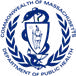 COMMONWEALTH OF MASSACHUSETTS
DEPARTMENT OF PUBLIC HEALTH